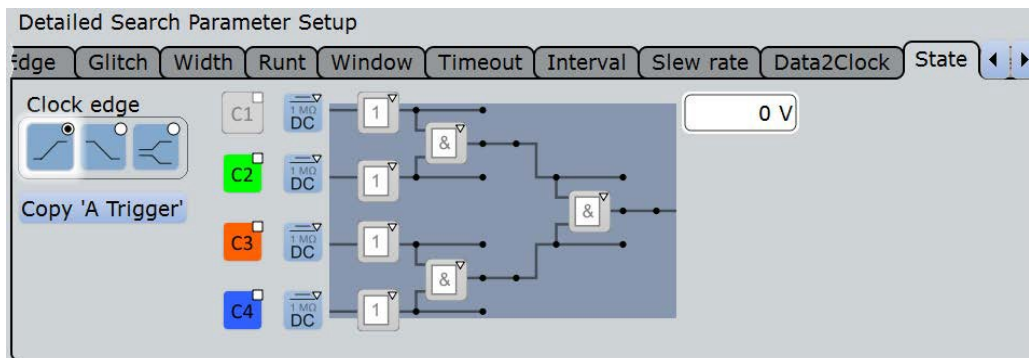 Detailed Search Parameter Setup
Edge Glitch Width Runt Window Timeout Interval Slew rate Data2Clock State
Clock edge
C1 1 MΩ DC 1 0 V
&
C2 1 MΩ DC 1
Copy 'A Trigger'
&
C3 1 MΩ DC 1
&
C4 1 MΩ DC 1